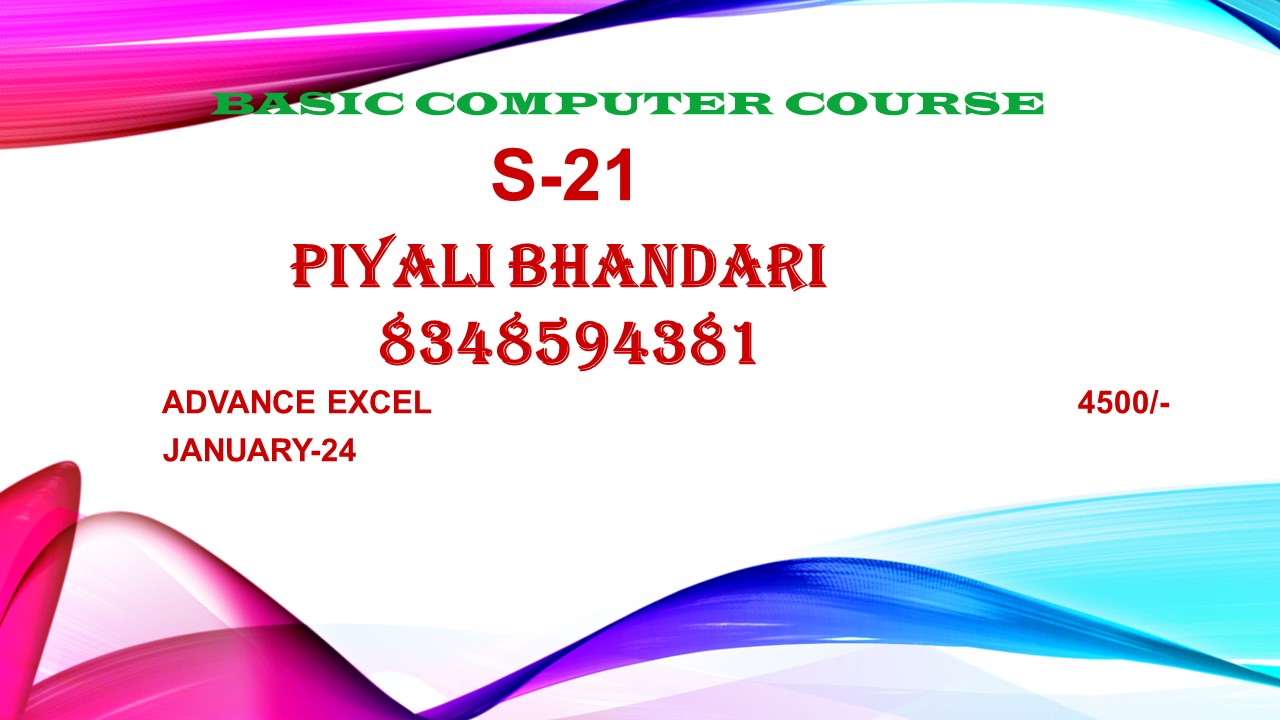 BASIC COMPUTER COURSE
S-21
PIYALI BHANDARI
8348594381
ADVANCE EXCEL 4500/-
JANUARY-24